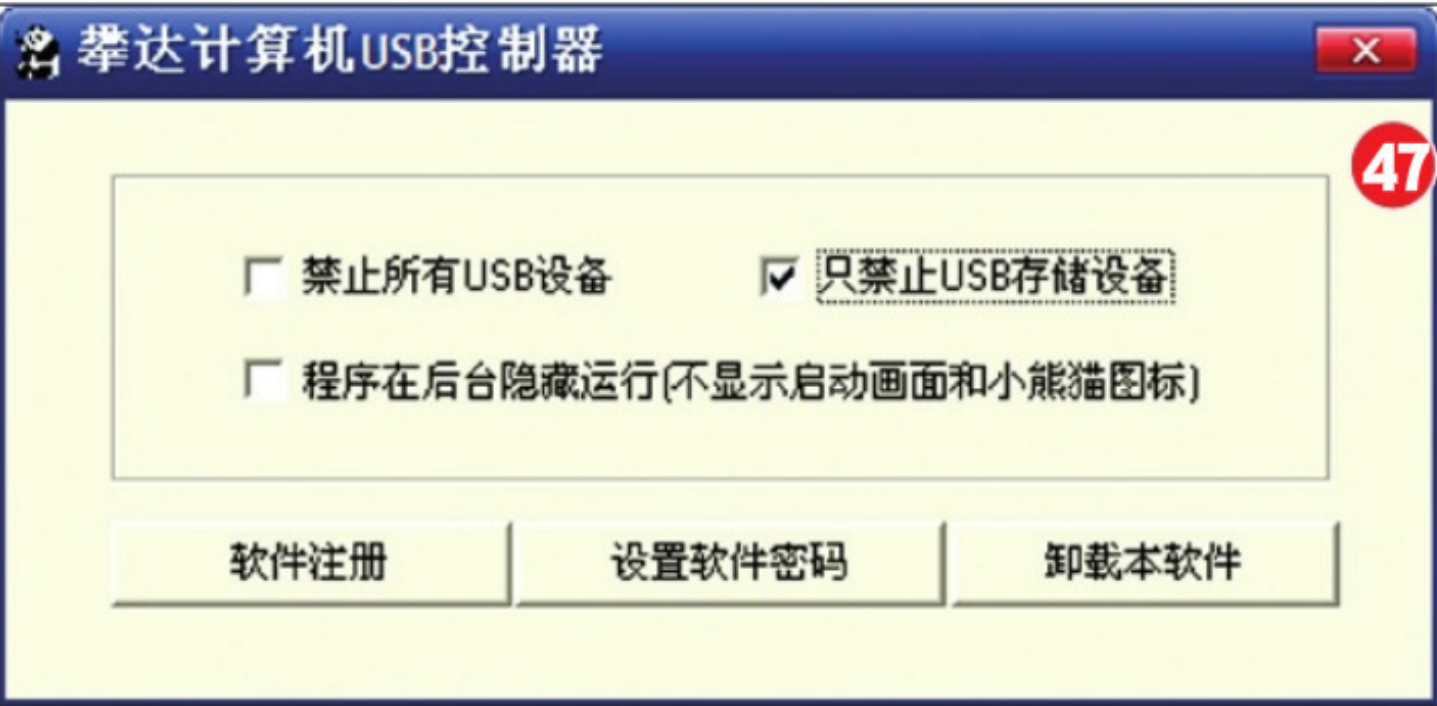 攀达计算机USB控制器
47
禁止所有USB设备
只禁止USB存储设备
程序在后台隐藏运行(不显示启动画面和小熊猫图标)
软件注册
设置软件密码
卸载本软件